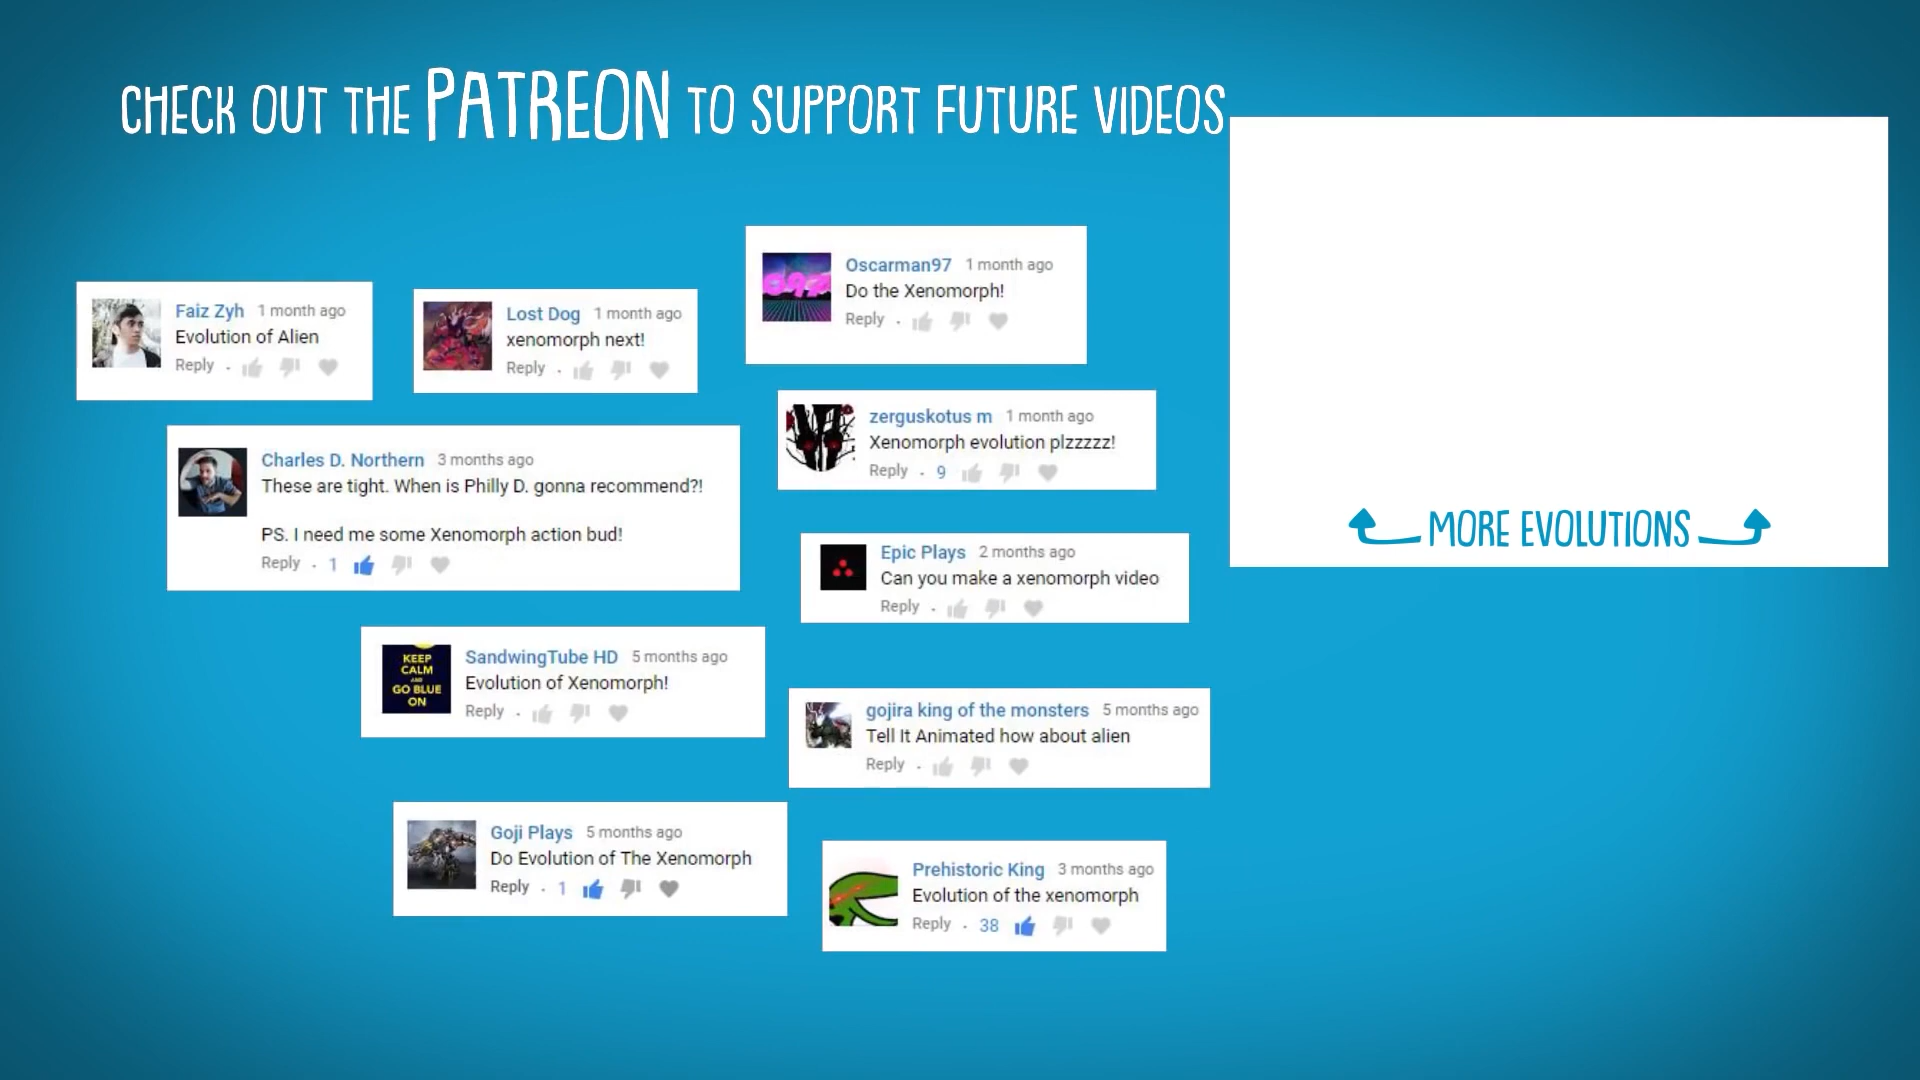 CHECK OUT THE PATREON TO SUPPORT FUTURE VIDEOS
Faiz Zyh 1 month ago
Evolution of Alien
Reply
Lost Dog 1 month ago
xenomorph next!
Reply
Oscarman97 1 month ago
Do the Xenomorph!
Reply
Charles D. Northern 3 months ago
These are tight. When is Philly D. gonna recommend?!
PS. I need me some Xenomorph action bud!
Reply · 1
zerguskotus m 1 month ago
Xenomorph evolution plzzzzz!
Reply · 9
MORE EVOLUTIONS
Epic Plays 2 months ago
Can you make a xenomorph video
Reply
KEEP
CALM
AND
GO BLUE
ON
SandwingTube HD 5 months ago
Evolution of Xenomorph!
Reply
gojira king of the monsters 5 months ago
Tell It Animated how about alien
Reply
Goji Plays 5 months ago
Do Evolution of The Xenomorph
Reply · 1
Prehistoric King 3 months ago
Evolution of the xenomorph
Reply · 38